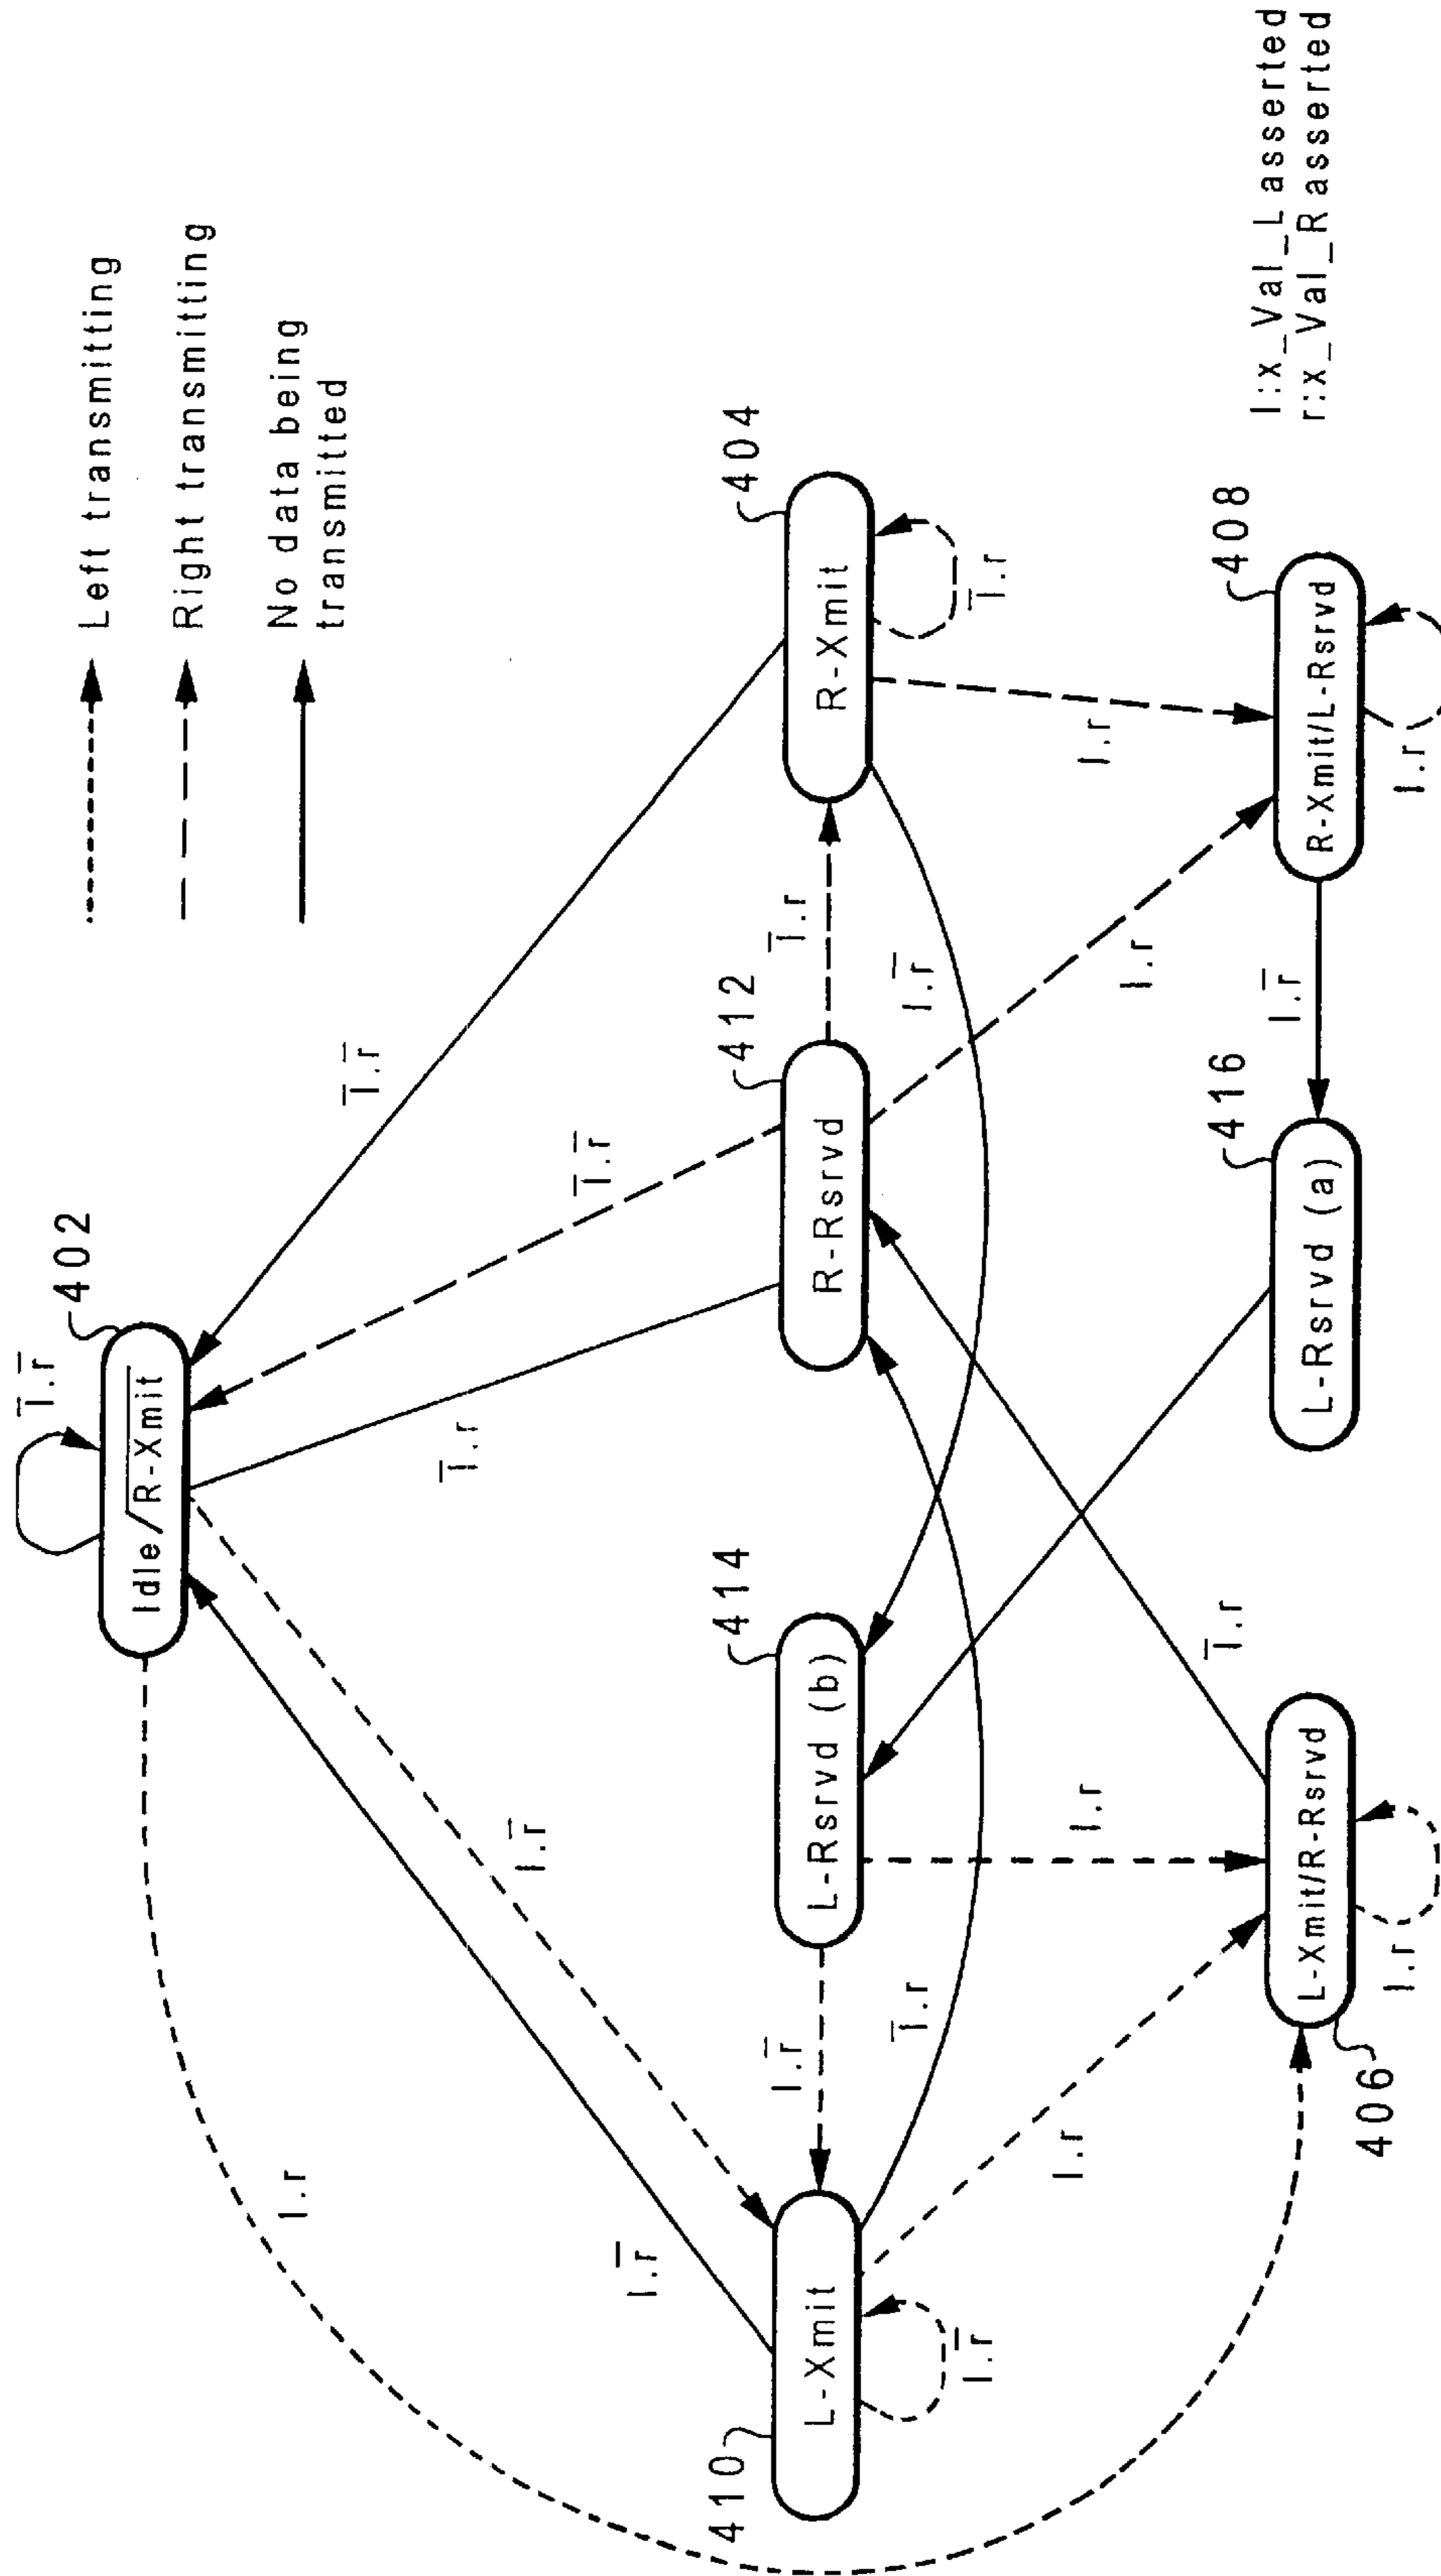 Left transmitting
Right transmitting
No data being
transmitted
402
l̅.r̅
Idle/R̅-̅X̅m̅i̅t̅
l.r
l.r̅
l.r̅
l̅.r
l̅.r̅
l̅.r̅
410
L-Xmit
l.r̅
l.r̅
414
L-Rsrvd (b)
412
R-Rsrvd
l̅.r
404
R-Xmit
l̅.r
l̅.r
l.r̅
l.r
l.r
l̅.r
l.r
l.r
406
L-Xmit/R-Rsrvd
l.r
416
L-Rsrvd (a)
l.r̅
408
R-Xmit/L-Rsrvd
l.r
l::x_Val_L asserted
r:x_Val_R asserted